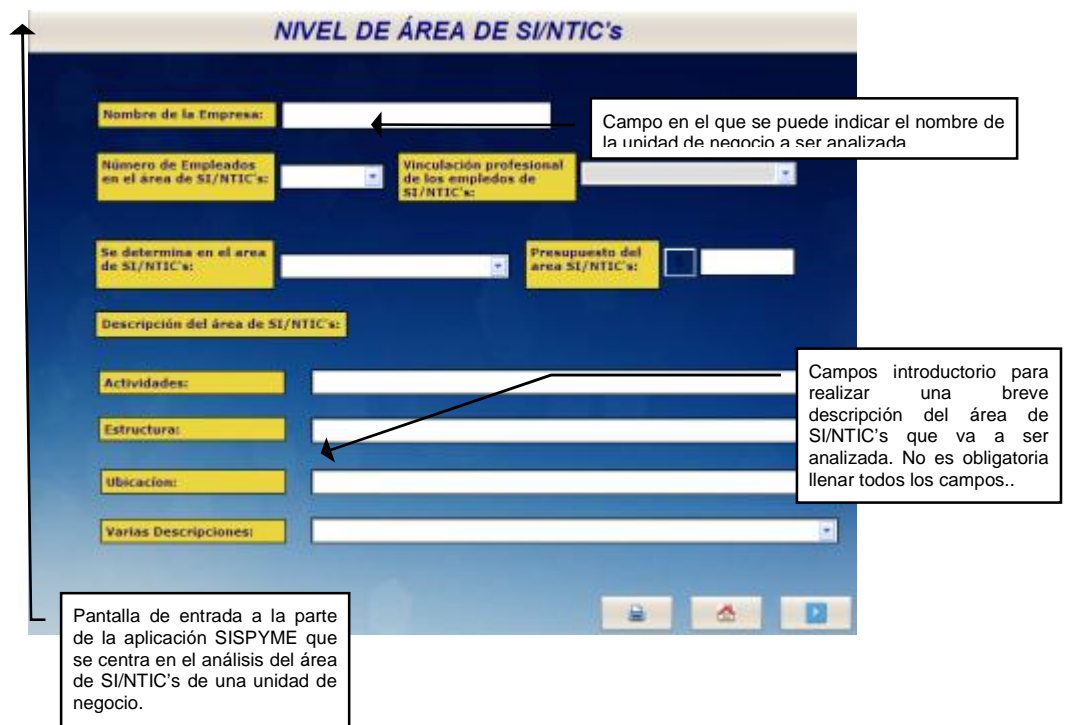 NIVEL DE ÁREA DE SI/NTIC's
Nombre de la Empresa:
Campo en el que se puede indicar el nombre de
la unidad de negocio a ser analizada
Número de Empleados
en el área de SI/NTIC's:
Vinculación profesional
de los empledos de
SI/NTIC's:
Se determina en el area
de SI/NTIC's:
Presupuesto del
area SI/NTIC's:
Descripción del área de SI/NTIC's:
Actividades:
Estructura:
Ubicacíon:
Varias Descripciones:
Campos introductorio para
realizar una breve
descripción del área de
SI/NTIC's que va a ser
analizada. No es obligatoria
llenar todos los campos..
Pantalla de entrada a la parte
de la aplicación SISPYME que
se centra en el análisis del área
de SI/NTIC's de una unidad de
negocio.